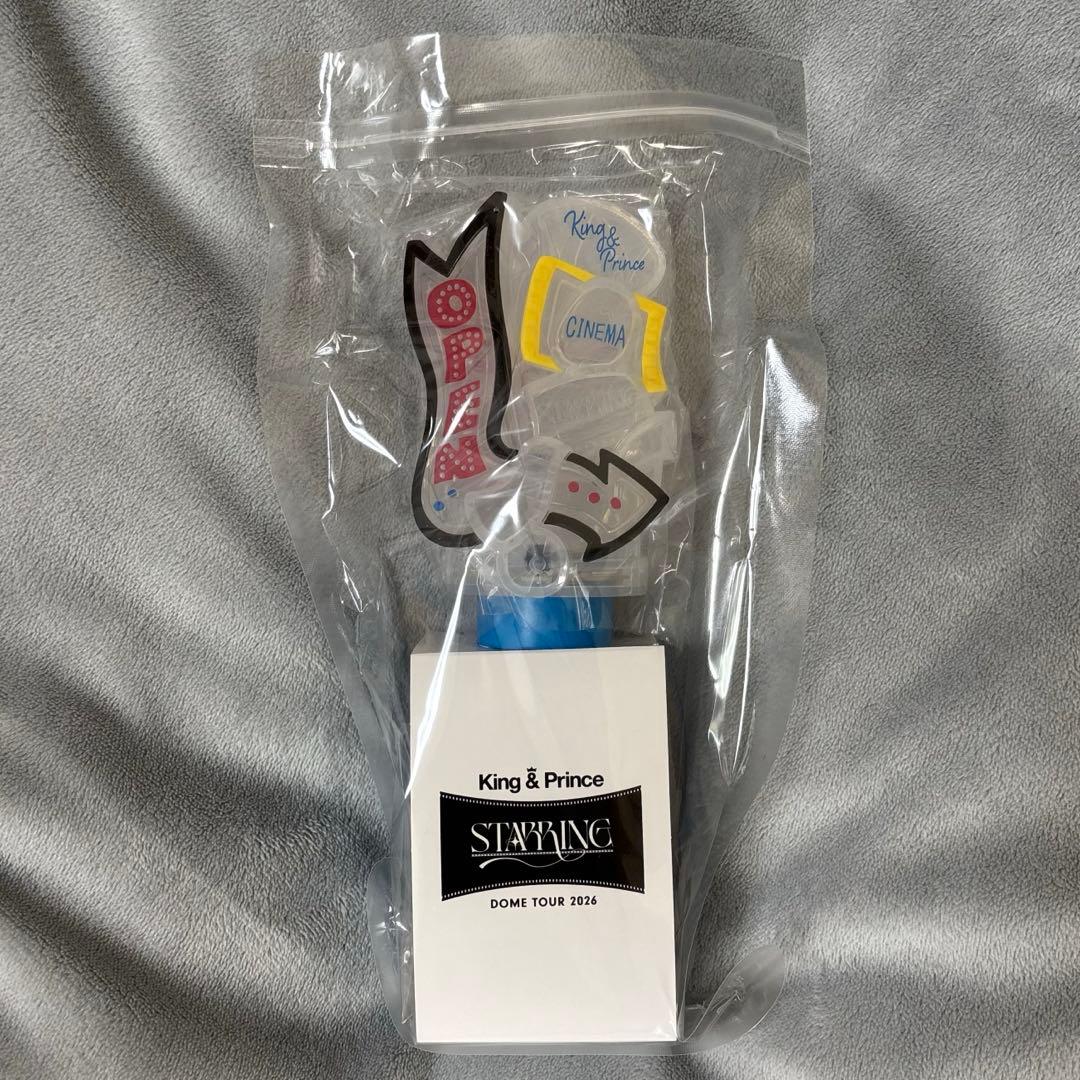 OPEN
King &
Prince
CINEMA
King & Prince
STARRING
DOME TOUR 2026